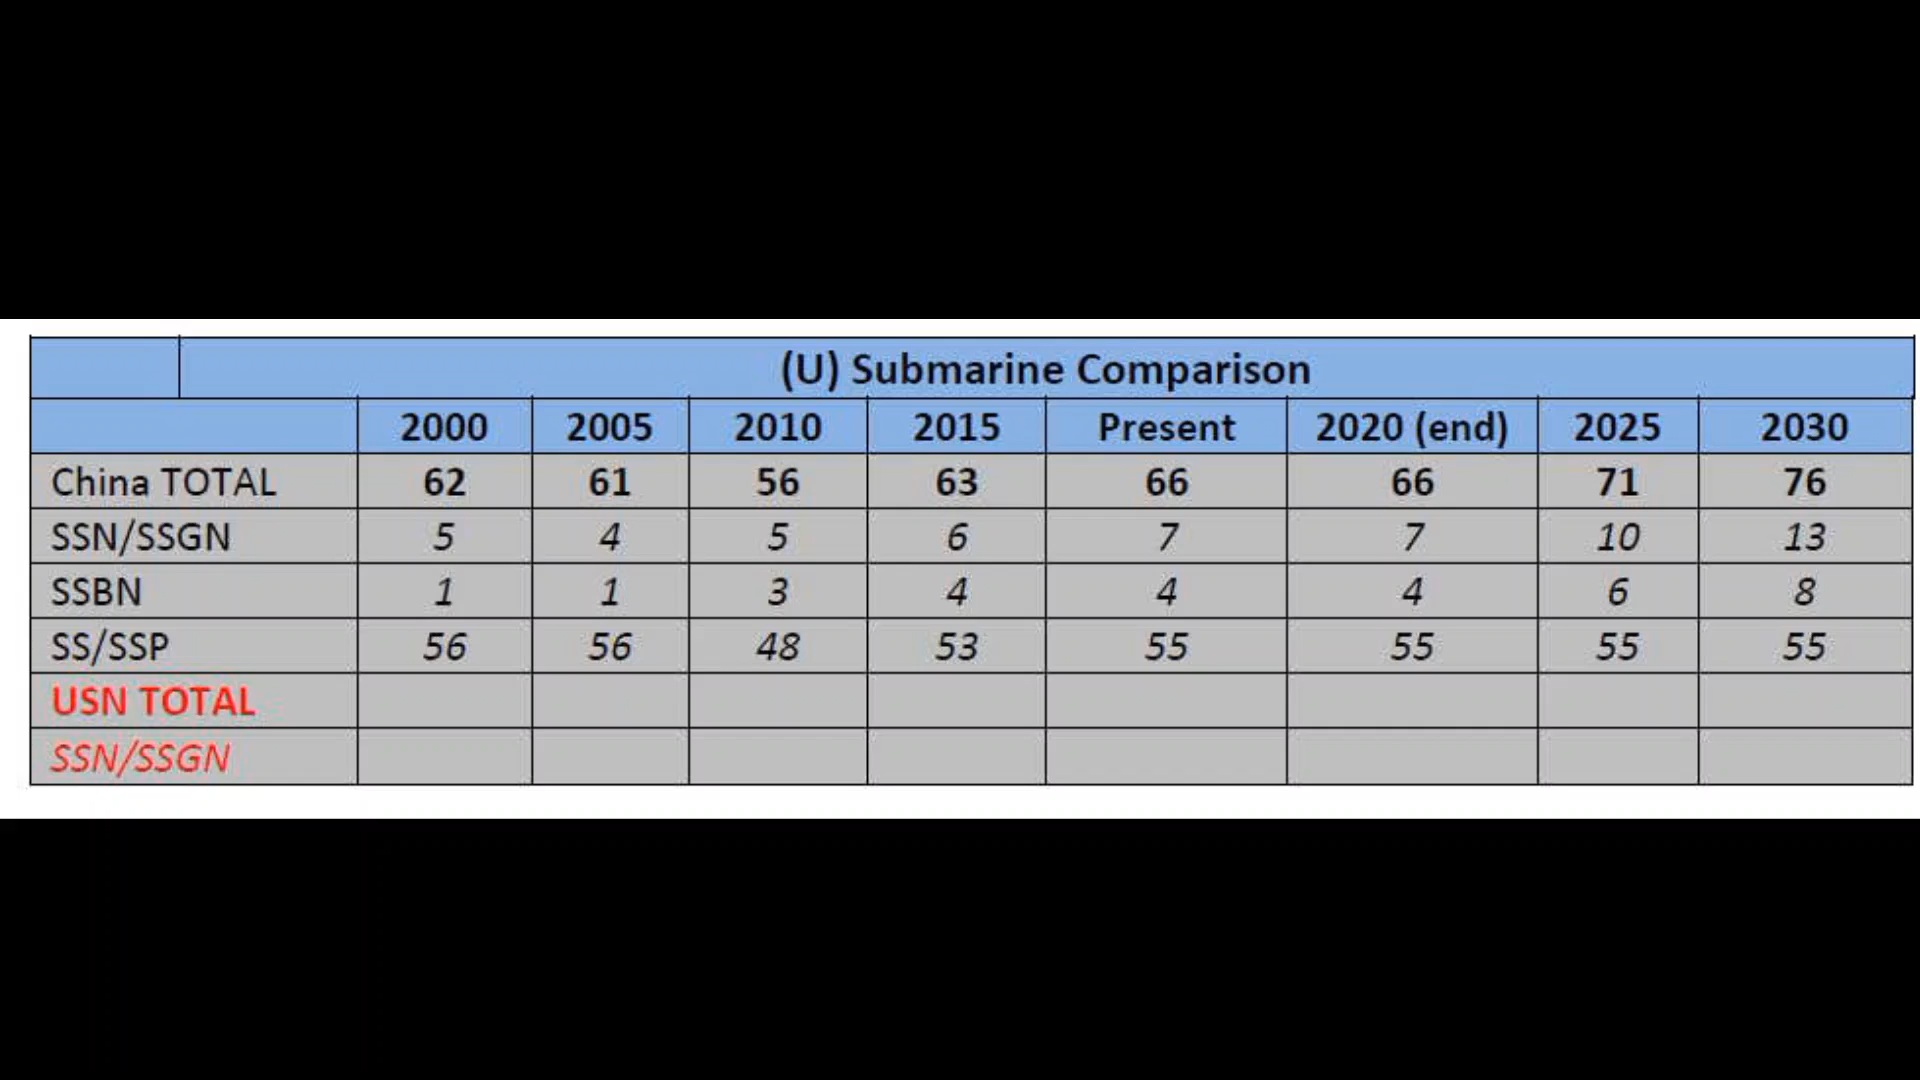 (U) Submarine Comparison
2000 2005 2010 2015 Present 2020 (end) 2025 2030
China TOTAL 62 61 56 63 66 66 71 76
SSN/SSGN 5 4 5 6 7 7 10 13
SSBN 1 1 3 4 4 4 6 8
SS/SSP 56 56 48 53 55 55 55 55
USN TOTAL
SSN/SSGN